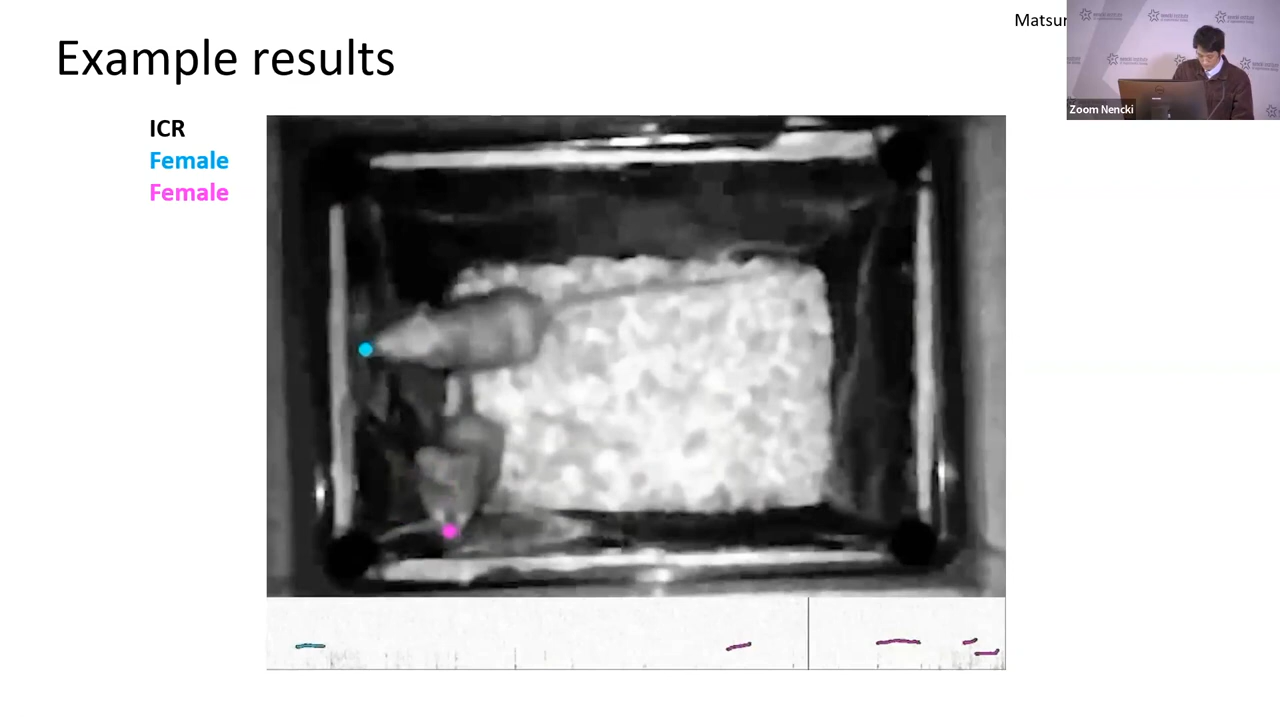 Example results
Matsu
ICR
Female
Female
Zoom Nencki